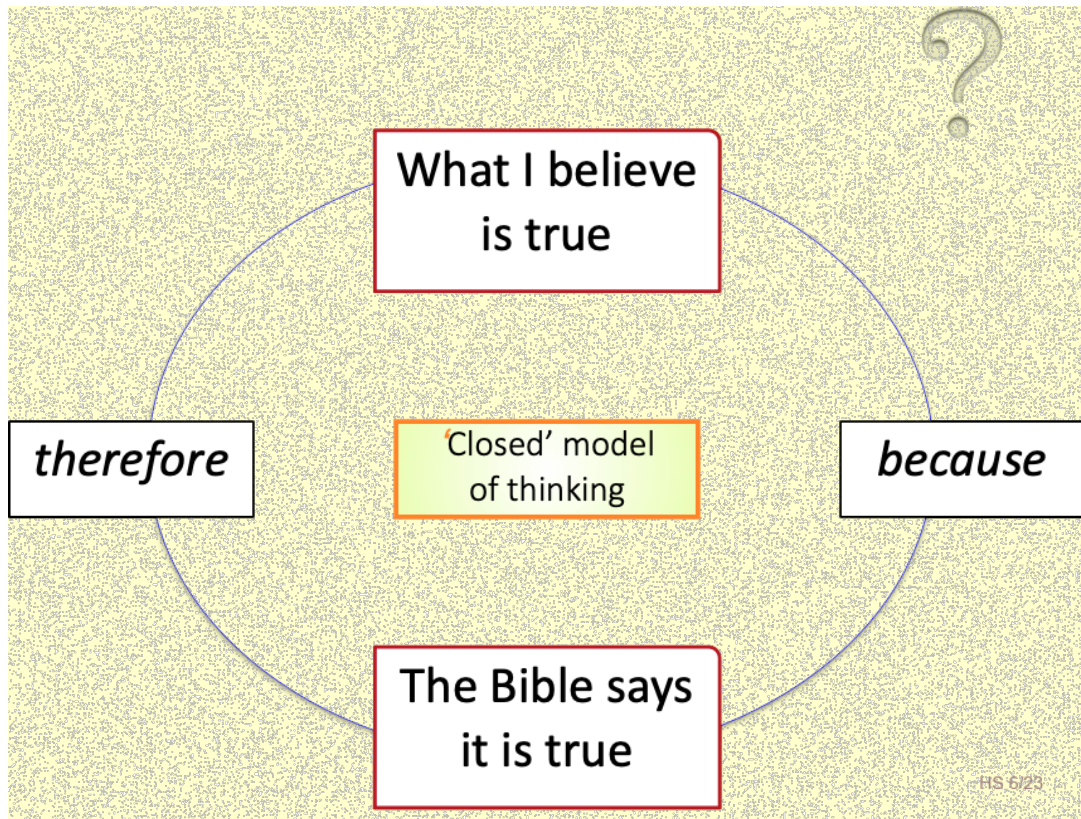 ?
What I believe
is true
therefore
‘Closed’ model
of thinking
because
The Bible says
it is true
HS 6/23